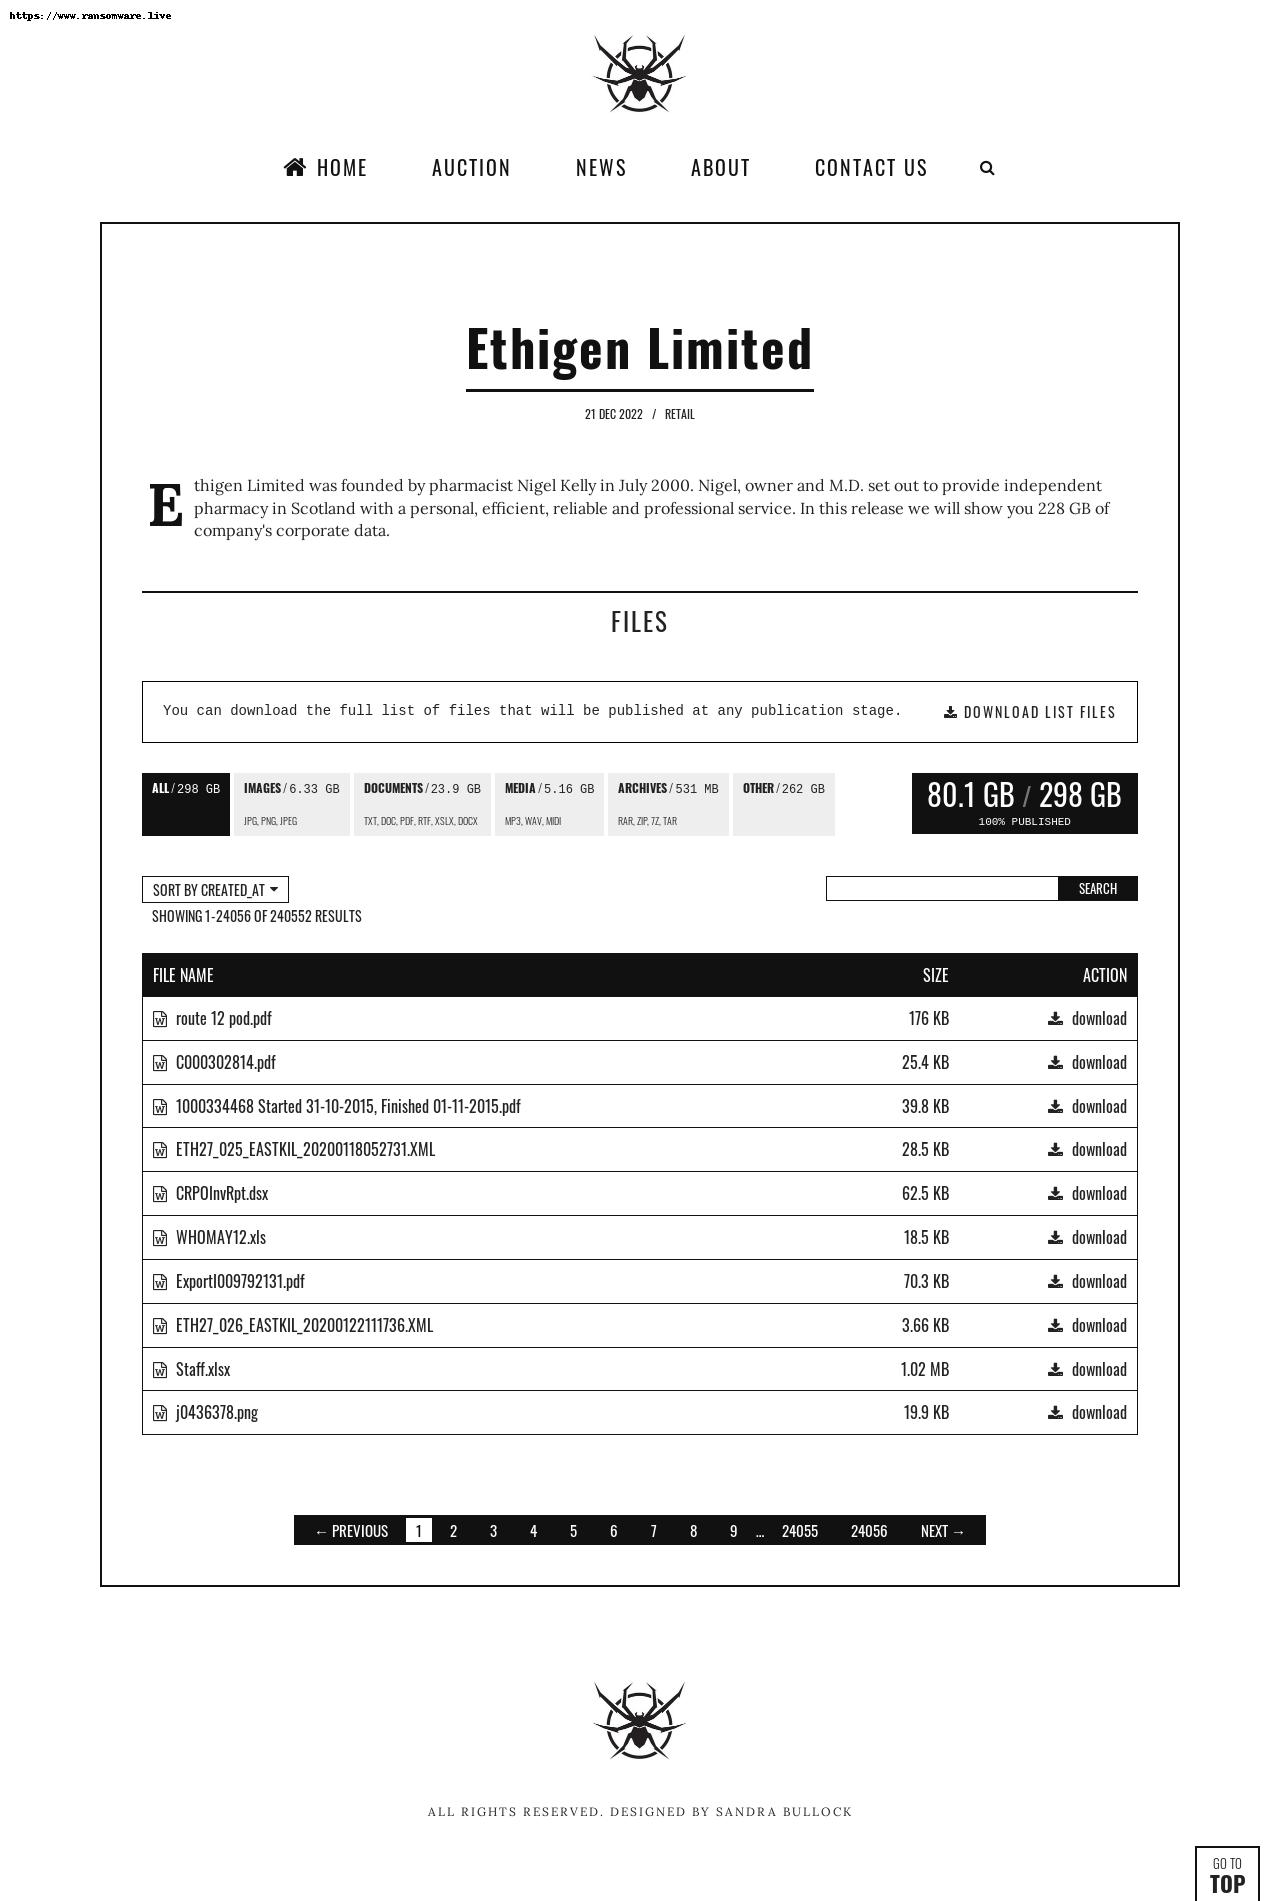 https://www.ransomware.live
HOME AUCTION NEWS ABOUT CONTACT US
Ethigen Limited
21 DEC 2022 / RETAIL
Ethigen Limited was founded by pharmacist Nigel Kelly in July 2000. Nigel, owner and M.D. set out to provide independent
pharmacy in Scotland with a personal, efficient, reliable and professional service. In this release we will show you 228 GB of
company's corporate data.
FILES
You can download the full list of files that will be published at any publication stage. DOWNLOAD LIST FILES
ALL / 298 GB IMAGES / 6.33 GB DOCUMENTS / 23.9 GB MEDIA / 5.16 GB ARCHIVES / 531 MB OTHER / 262 GB 80.1 GB / 298 GB
JPG, PNG, JPEG TXT, DOC, PDF, RTF, XSLX, DOCX MP3, WAV, MIDI RAR, ZIP, 7Z, TAR 100% PUBLISHED
SORT BY CREATED_AT SEARCH
SHOWING 1-24056 OF 240552 RESULTS
FILE NAME SIZE ACTION
route 12 pod.pdf 176 KB download
C000302814.pdf 25.4 KB download
1000334468 Started 31-10-2015, Finished 01-11-2015.pdf 39.8 KB download
ETH27_025_EASTKIL_20200118052731.XML 28.5 KB download
CRPOInvRpt.dsx 62.5 KB download
WHOMAY12.xls 18.5 KB download
ExportI009792131.pdf 70.3 KB download
ETH27_026_EASTKIL_20200122111736.XML 3.66 KB download
Staff.xlsx 1.02 MB download
j0436378.png 19.9 KB download
← PREVIOUS 1 2 3 4 5 6 7 8 9 ... 24055 24056 NEXT →
ALL RIGHTS RESERVED. DESIGNED BY SANDRA BULLOCK
GO TO
TOP